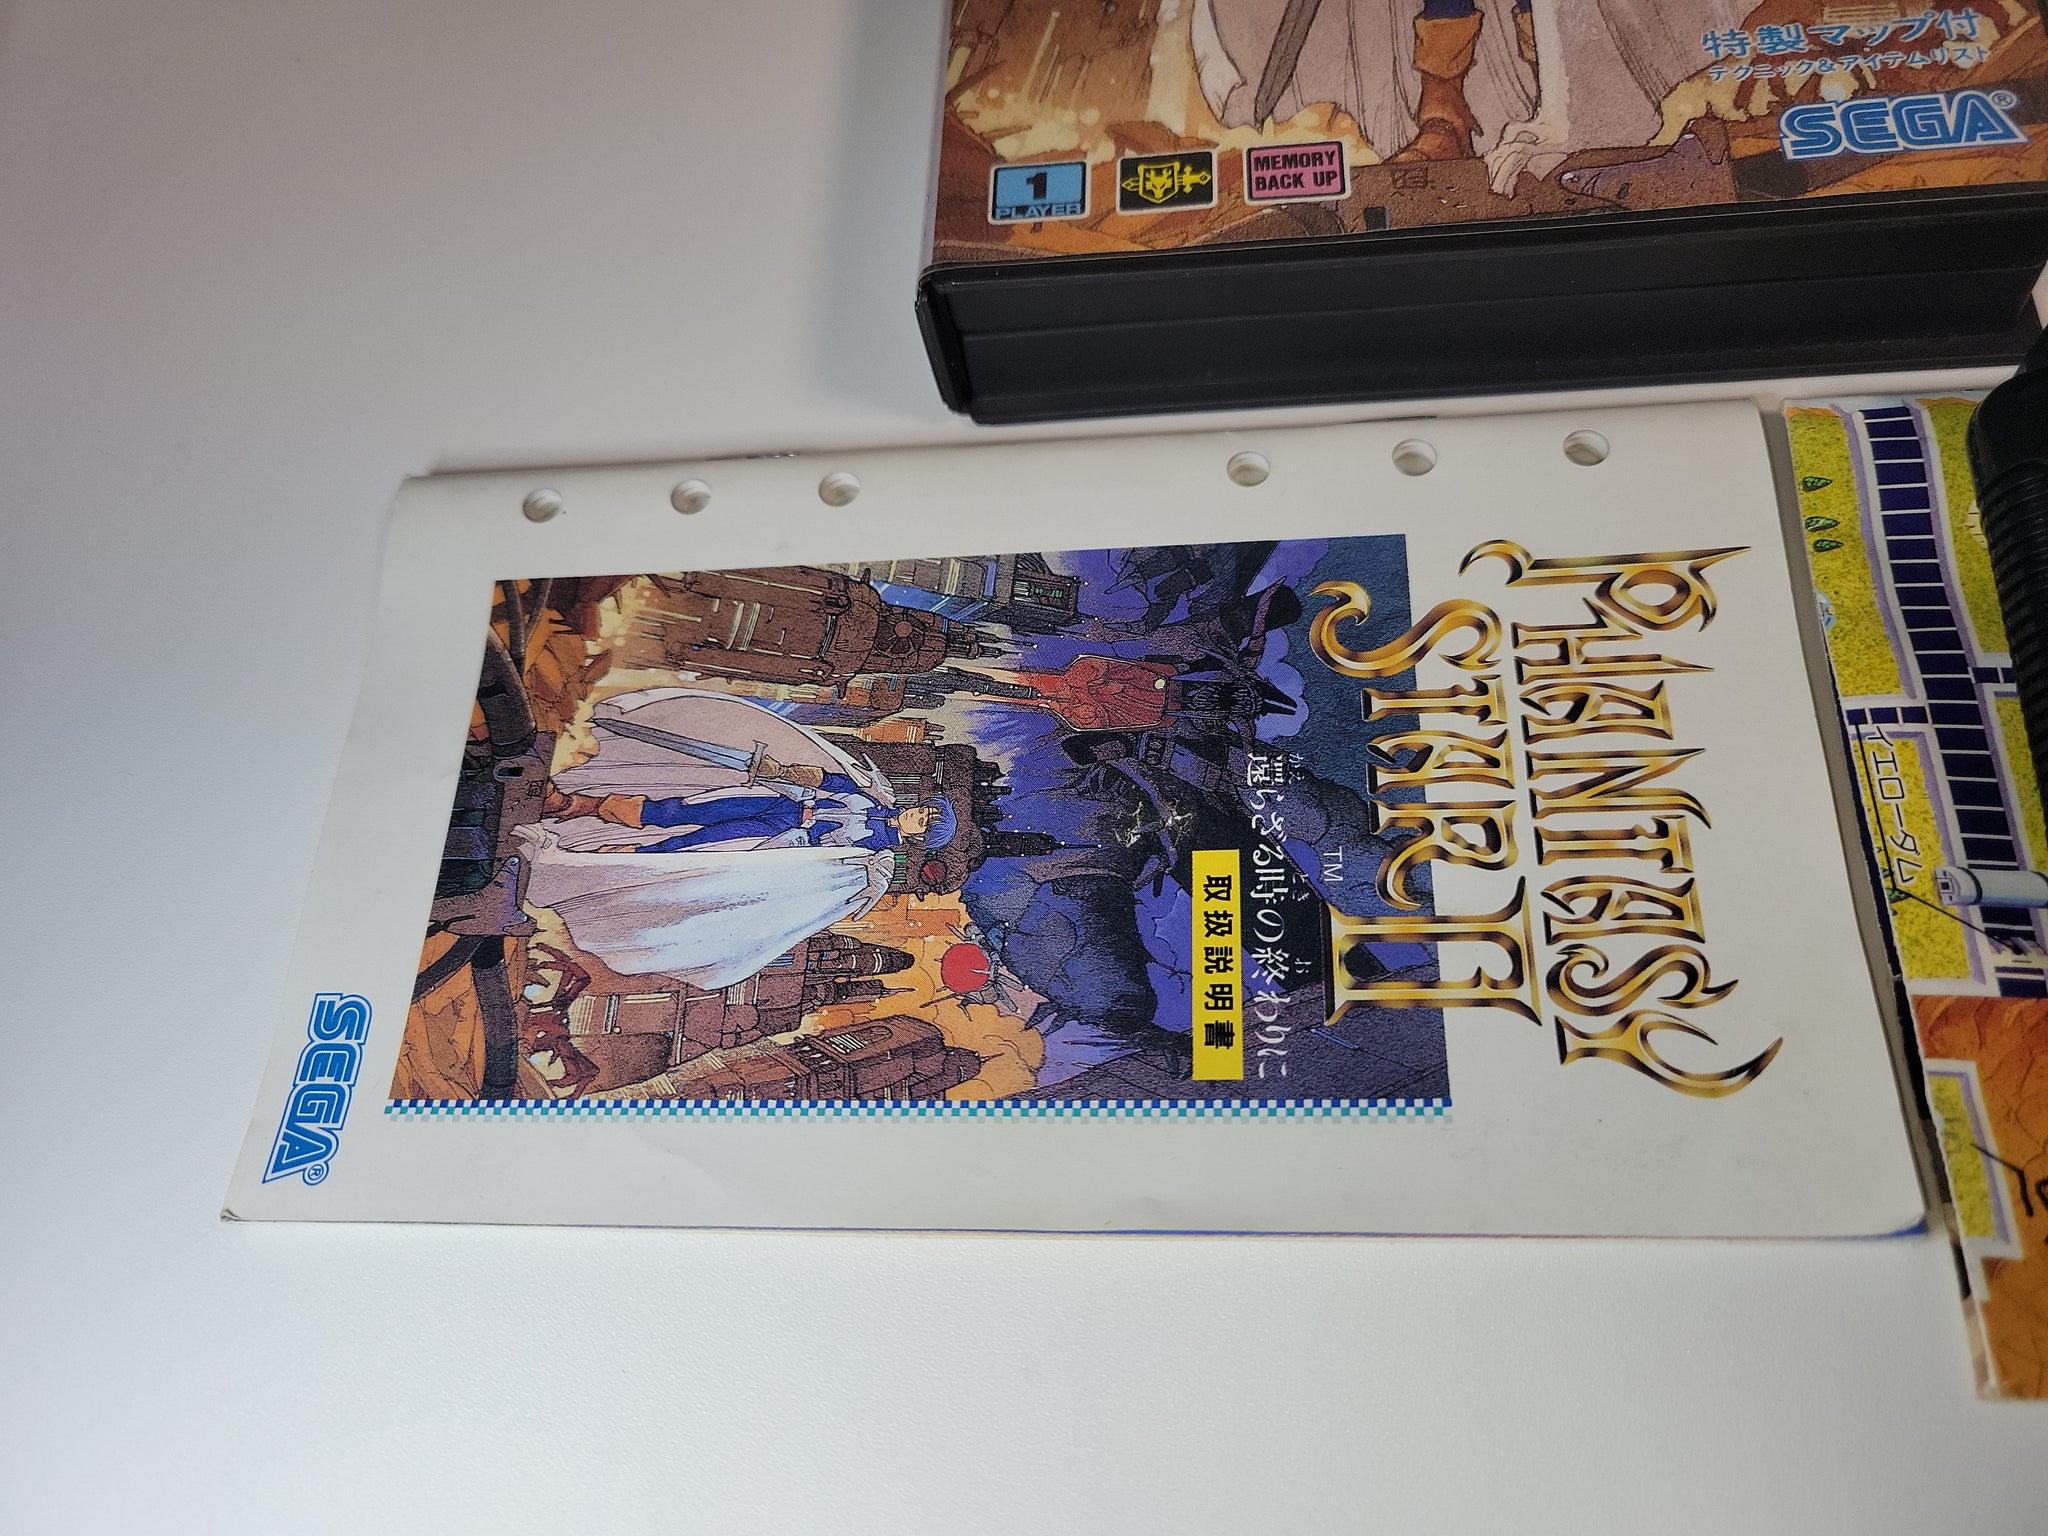 特製マップ付
テクニック&アイテムリスト
SEGA®
1
PLAYER
MEMORY
BACK UP
PHANTASY
STAR II
TM
還らざる時の終わりに
取扱説明書
SEGA®
イエローダム